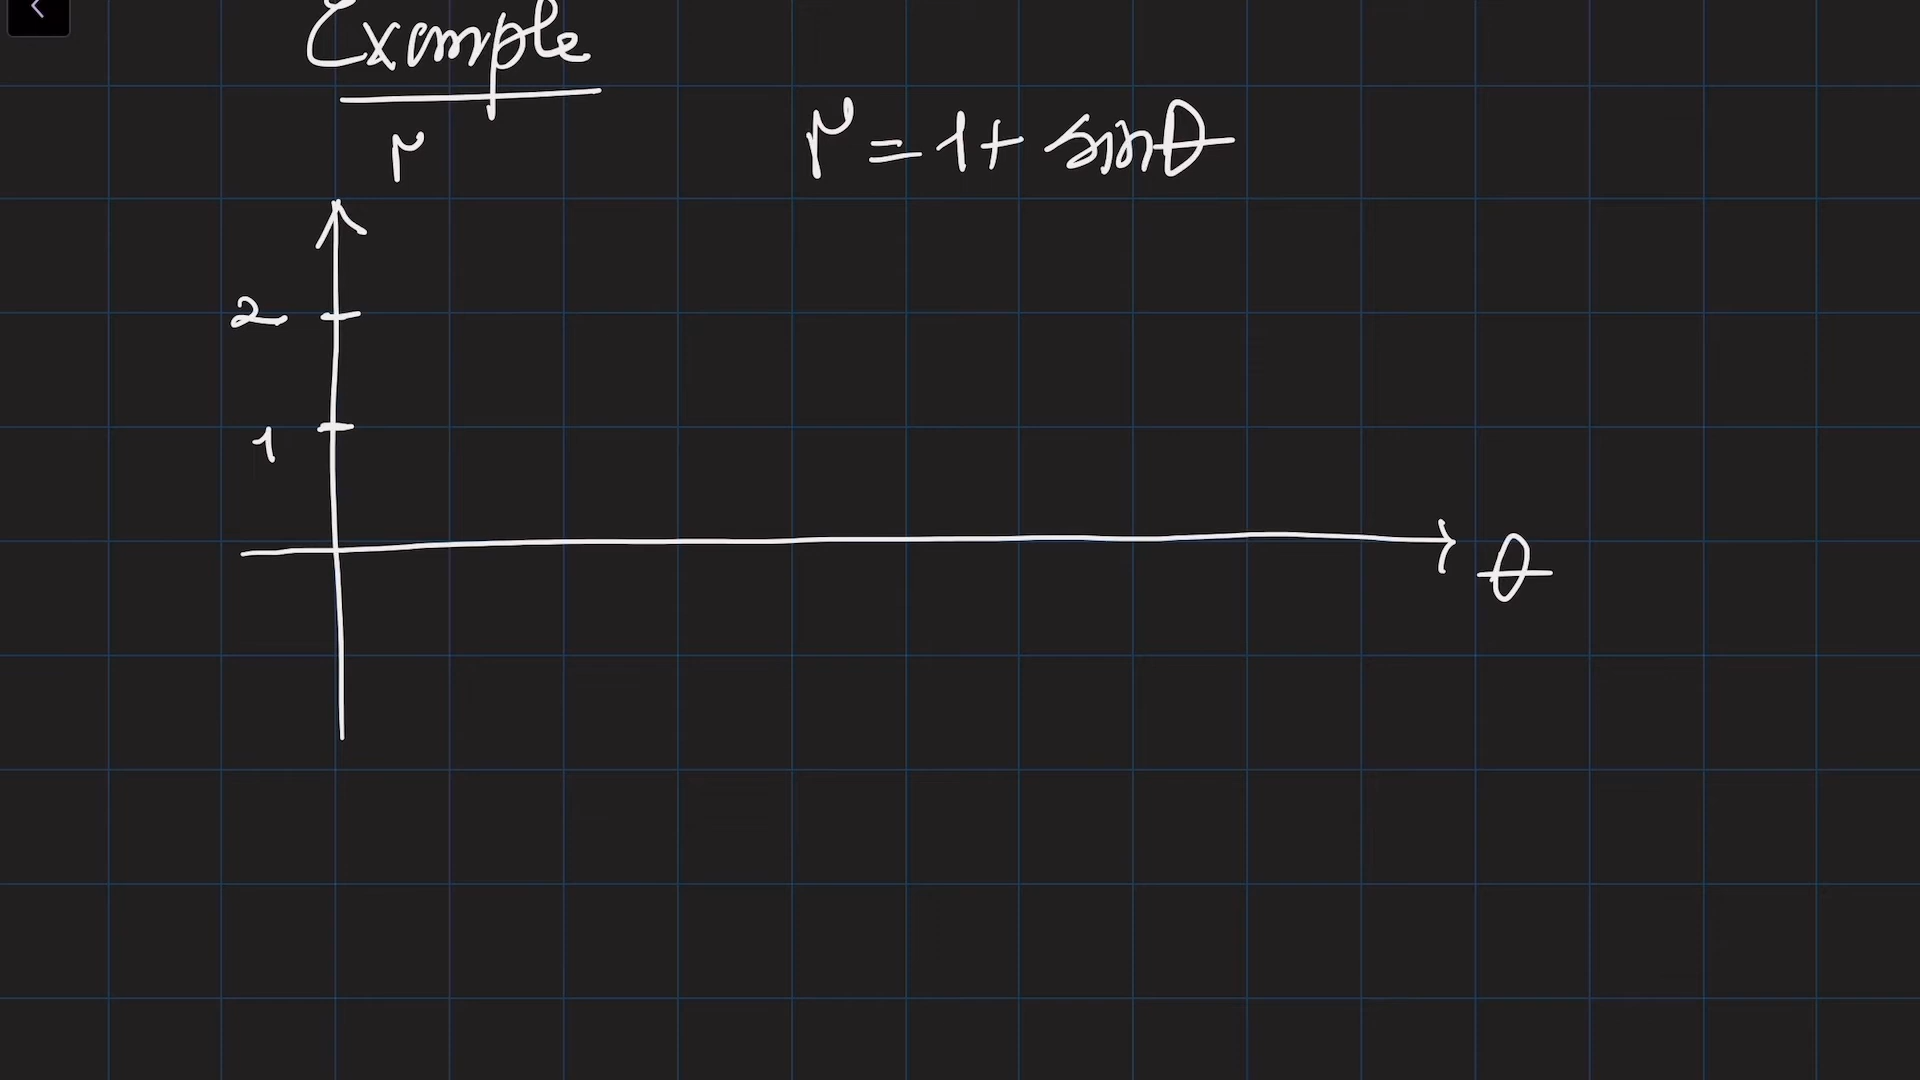 Example
r
r = 1 + sinθ
2
1
θ